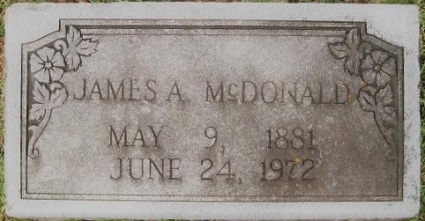 JAMES A. McDONALD
MAY 9, 1881
JUNE 24, 1972